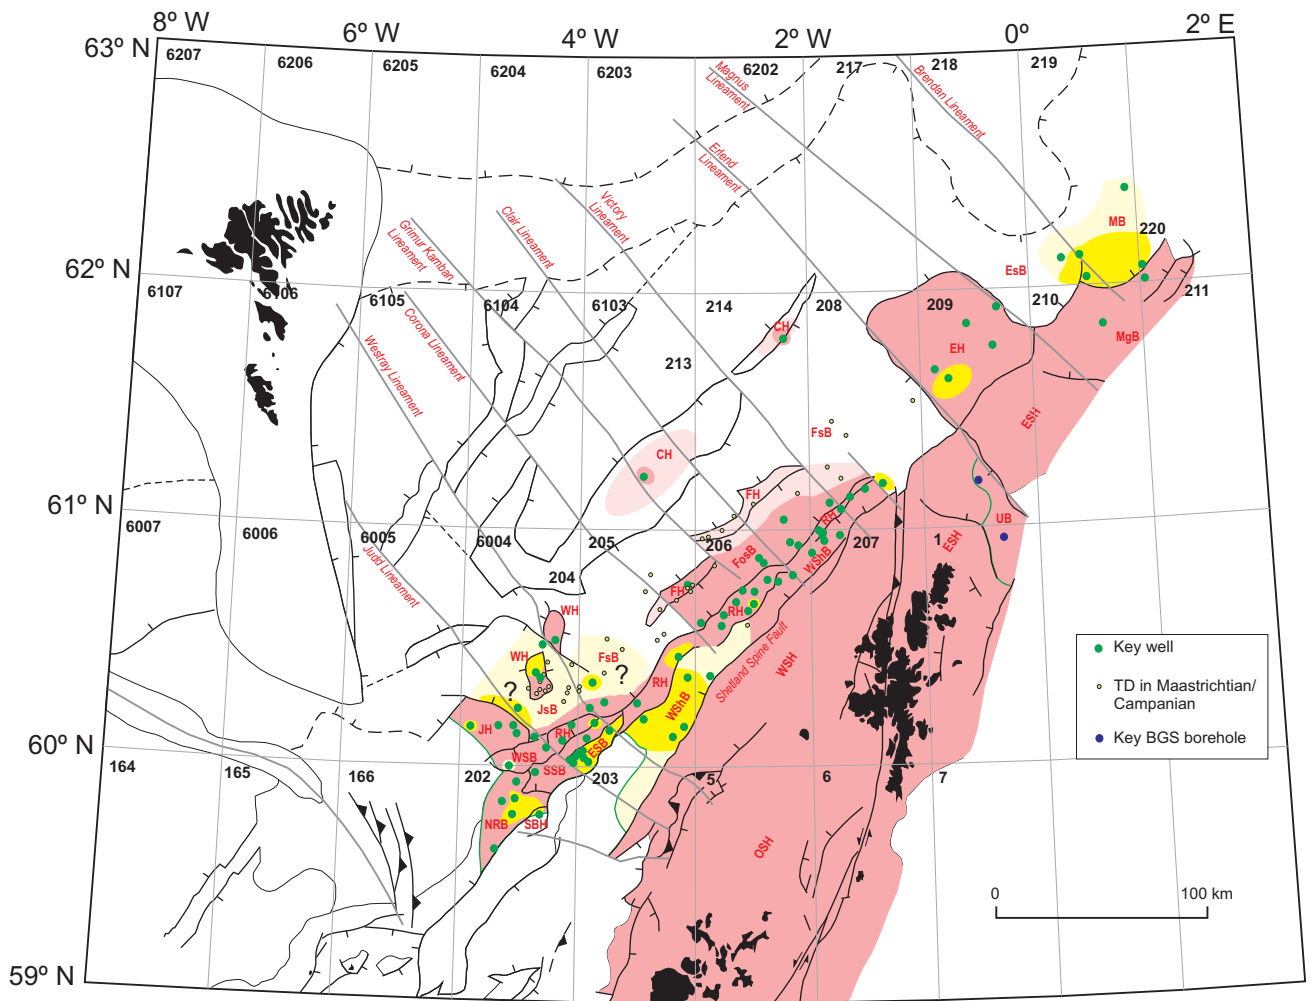 8º W
6º W
4º W
2º W
0º
2º E
63º N
6207
6206
6205
6204
6203
6202
217
218
219
Magnus
Lineament
Brendan Lineament
Erlend
Lineament
Victory
Lineament
Clair Lineament
Grimur Kamban
Lineament
MB
220
EsB
62º N
6107
6106
6105
6104
6103
214
208
209
210
211
Corona Lineament
Westray Lineament
CH
EH
MgB
213
ESH
FsB
CH
FH
61º N
6007
6006
6005
6004
205
206
RH
207
1
ESH
UB
FosB
WShB
Judd Lineament
204
FH
RH
WH
Shetland Spine Fault
WSH
WH
FsB
?
?
RH
WShB
JsB
JH
RH
ESB
60º N
WSB
SSB
164
165
166
202
203
5
6
7
NRB
SBH
OSH
Key well
TD in Maastrichtian/
Campanian
Key BGS borehole
0
100 km
59º N